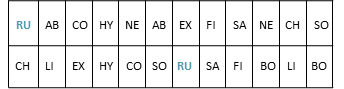 RU AB CO HY NE AB EX FI SA NE CH SO
CH LI EX HY CO SO RU SA FI BO LI BO